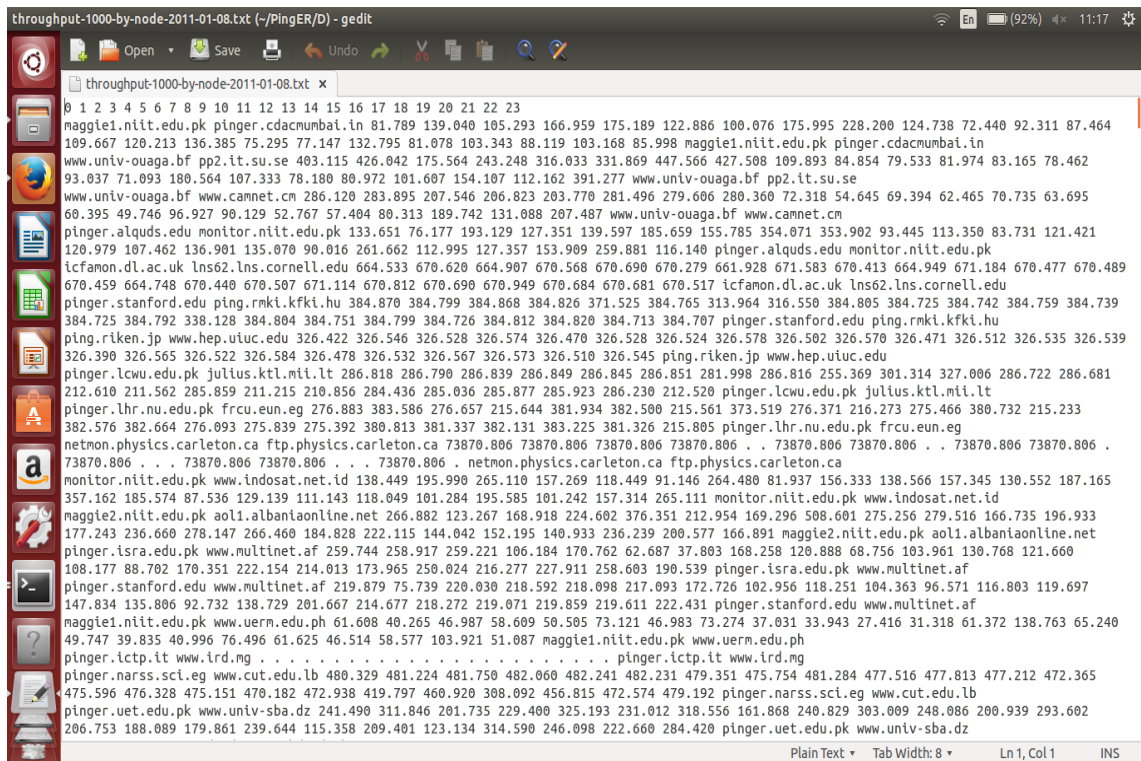 throughput-1000-by-node-2011-01-08.txt (~/PingER/D) - gedit
En (92%) 11:17
Open Save Undo
throughput-1000-by-node-2011-01-08.txt x
0 1 2 3 4 5 6 7 8 9 10 11 12 13 14 15 16 17 18 19 20 21 22 23
maggie1.niit.edu.pk pinger.cdacmumbai.in 81.789 139.040 105.293 166.959 175.189 122.886 100.076 175.995 228.200 124.738 72.440 92.311 87.464
109.667 120.213 136.385 75.295 77.147 132.795 81.078 103.343 88.119 103.168 85.998 maggie1.niit.edu.pk pinger.cdacmumbai.in
www.univ-ouaga.bf pp2.it.su.se 403.115 426.042 175.564 243.248 316.033 331.869 447.566 427.508 109.893 84.854 79.533 81.974 83.165 78.462
93.037 71.093 180.564 107.333 78.180 80.972 101.607 154.107 112.162 391.277 www.univ-ouaga.bf pp2.it.su.se
www.univ-ouaga.bf www.camnet.cm 286.120 283.895 207.546 206.823 203.770 281.496 279.606 280.360 72.318 54.645 69.394 62.465 70.735 63.695
60.395 49.746 96.927 90.129 52.767 57.404 80.313 189.742 131.088 207.487 www.univ-ouaga.bf www.camnet.cm
pinger.alquds.edu monitor.niit.edu.pk 133.651 76.177 193.129 127.351 139.597 185.659 155.785 354.071 353.902 93.445 113.350 83.731 121.421
120.979 107.462 136.901 135.070 90.016 261.662 112.995 127.357 153.909 259.881 116.140 pinger.alquds.edu monitor.niit.edu.pk
icfamon.dl.ac.uk lns62.lns.cornell.edu 664.533 670.620 664.907 670.568 670.690 670.279 661.928 671.583 670.413 664.949 671.184 670.477 670.489
670.459 664.748 670.440 670.507 671.114 670.812 670.690 670.949 670.684 670.681 670.517 icfamon.dl.ac.uk lns62.lns.cornell.edu
pinger.stanford.edu ping.rmki.kfki.hu 384.870 384.799 384.868 384.826 371.525 384.765 313.964 316.550 384.805 384.725 384.742 384.759 384.739
384.725 384.792 338.128 384.804 384.751 384.799 384.726 384.812 384.820 384.713 384.707 pinger.stanford.edu ping.rmki.kfki.hu
ping.riken.jp www.hep.uiuc.edu 326.422 326.546 326.528 326.574 326.470 326.528 326.524 326.578 326.502 326.570 326.471 326.512 326.535 326.539
326.390 326.565 326.522 326.584 326.478 326.532 326.567 326.573 326.510 326.545 ping.riken.jp www.hep.uiuc.edu
pinger.lcwu.edu.pk julius.ktl.mii.lt 286.818 286.790 286.839 286.849 286.845 286.851 281.998 286.816 255.369 301.314 327.006 286.722 286.681
212.610 211.562 285.859 211.215 210.856 284.436 285.030 285.877 285.923 286.230 212.520 pinger.lcwu.edu.pk julius.ktl.mii.lt
pinger.lhr.nu.edu.pk frcu.eun.eg 276.883 383.586 276.657 215.644 381.934 382.500 215.561 373.519 276.371 216.273 275.466 380.732 215.233
382.576 382.664 276.093 275.839 275.392 380.813 381.337 382.131 383.225 381.326 215.805 pinger.lhr.nu.edu.pk frcu.eun.eg
netmon.physics.carleton.ca ftp.physics.carleton.ca 73870.806 73870.806 73870.806 73870.806 . . 73870.806 73870.806 . . 73870.806 73870.806 .
73870.806 . . . 73870.806 73870.806 . . . 73870.806 . netmon.physics.carleton.ca ftp.physics.carleton.ca
monitor.niit.edu.pk www.indosat.net.id 138.449 195.990 265.110 157.269 118.449 91.146 264.480 81.937 156.333 138.566 157.345 130.552 187.165
357.162 185.574 87.536 129.139 111.143 118.049 101.284 195.585 101.242 157.314 265.111 monitor.niit.edu.pk www.indosat.net.id
maggie2.niit.edu.pk aol1.albaniaonline.net 266.882 123.267 168.918 224.602 376.351 212.954 169.296 508.601 275.256 279.516 166.735 196.933
177.243 236.660 278.147 266.460 184.828 222.115 144.042 152.195 140.933 236.239 200.577 166.891 maggie2.niit.edu.pk aol1.albaniaonline.net
pinger.isra.edu.pk www.multinet.af 259.744 258.917 259.221 106.184 170.762 62.687 37.803 168.258 120.888 68.756 103.961 130.768 121.660
108.177 88.702 170.351 222.154 214.013 173.965 250.024 216.277 227.911 258.603 190.539 pinger.isra.edu.pk www.multinet.af
pinger.stanford.edu www.multinet.af 219.879 75.739 220.030 218.592 218.098 217.093 172.726 102.956 118.251 104.363 96.571 116.803 119.697
147.834 135.806 92.732 138.729 201.667 214.677 218.272 219.071 219.859 219.611 222.431 pinger.stanford.edu www.multinet.af
maggie1.niit.edu.pk www.uerm.edu.ph 61.608 40.265 46.987 58.609 50.505 73.121 46.983 73.274 37.031 33.943 27.416 31.318 61.372 138.763 65.240
49.747 39.835 40.996 76.496 61.625 46.514 58.577 103.921 51.087 maggie1.niit.edu.pk www.uerm.edu.ph
pinger.ictp.it www.ird.mg . . . . . . . . . . . . . . . . . . . . . . . . pinger.ictp.it www.ird.mg
pinger.narss.sci.eg www.cut.edu.lb 480.329 481.224 481.750 482.060 482.241 482.231 479.351 475.754 481.284 477.516 477.813 477.212 472.365
475.596 476.328 475.151 470.182 472.938 419.797 460.920 308.092 456.815 472.574 479.192 pinger.narss.sci.eg www.cut.edu.lb
pinger.uet.edu.pk www.univ-sba.dz 241.490 311.846 201.735 229.400 325.193 231.012 318.556 161.868 240.829 303.009 248.086 200.939 293.602
206.753 188.089 179.861 239.644 115.358 209.401 123.134 314.590 246.098 222.660 284.420 pinger.uet.edu.pk www.univ-sba.dz
Plain Text Tab Width: 8 Ln 1, Col 1 INS